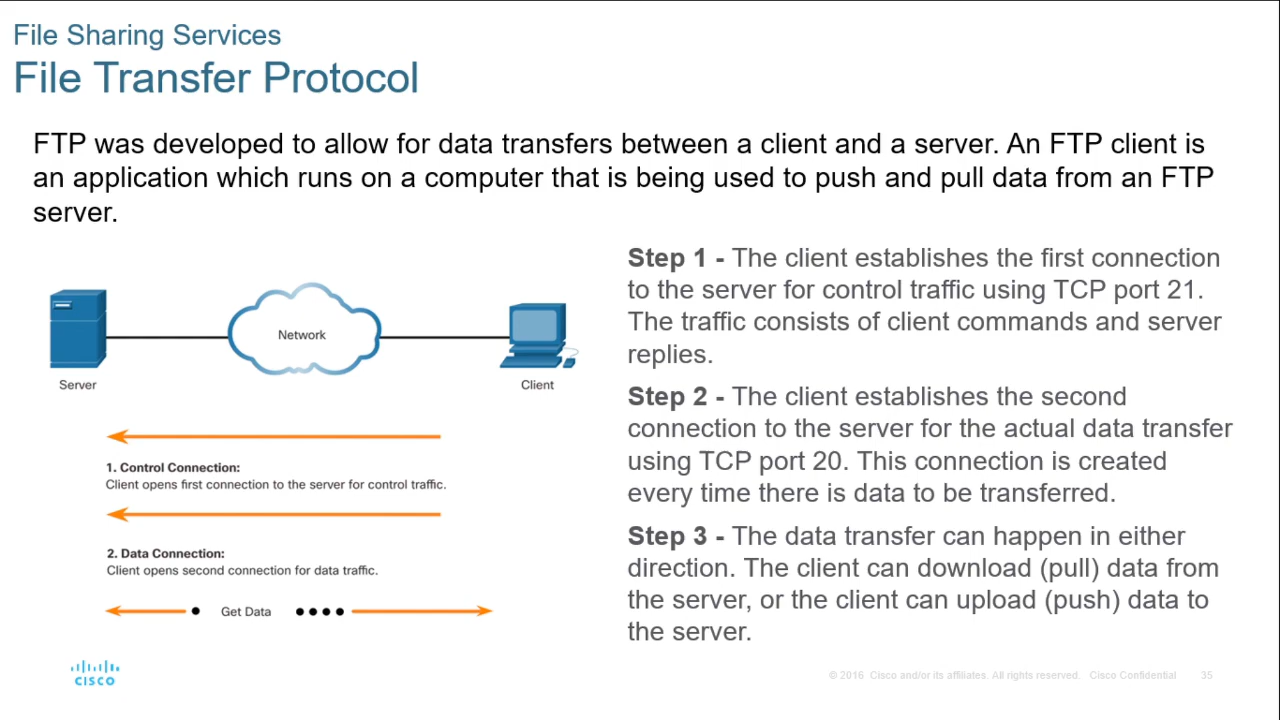 File Sharing Services
File Transfer Protocol
FTP was developed to allow for data transfers between a client and a server. An FTP client is
an application which runs on a computer that is being used to push and pull data from an FTP
server.
Network
Server
Client
1. Control Connection:
Client opens first connection to the server for control traffic.
2. Data Connection:
Client opens second connection for data traffic.
Get Data
Step 1 - The client establishes the first connection
to the server for control traffic using TCP port 21.
The traffic consists of client commands and server
replies.
Step 2 - The client establishes the second
connection to the server for the actual data transfer
using TCP port 20. This connection is created
every time there is data to be transferred.
Step 3 - The data transfer can happen in either
direction. The client can download (pull) data from
the server, or the client can upload (push) data to
the server.
CISCO
© 2016 Cisco and/or its affiliates. All rights reserved. Cisco Confidential 35